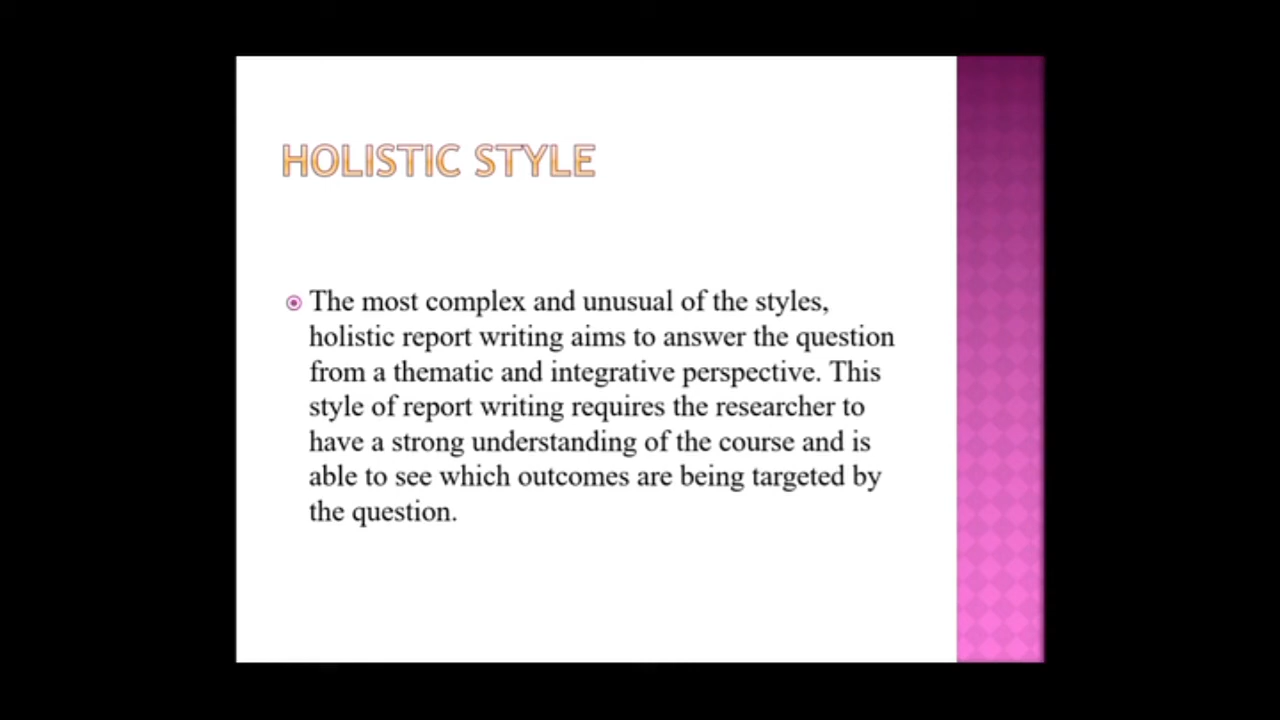 HOLISTIC STYLE
The most complex and unusual of the styles,
holistic report writing aims to answer the question
from a thematic and integrative perspective. This
style of report writing requires the researcher to
have a strong understanding of the course and is
able to see which outcomes are being targeted by
the question.